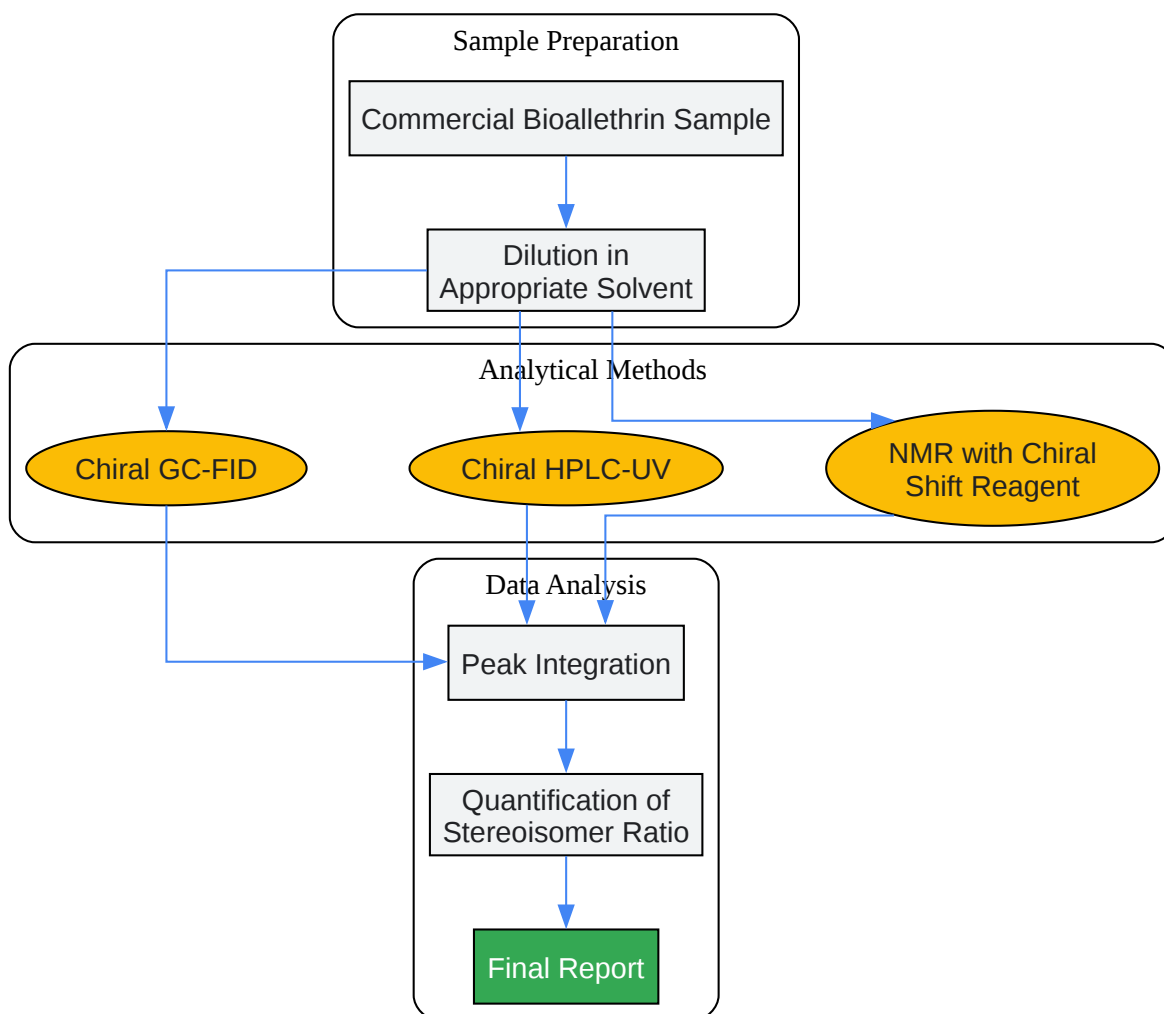 Sample Preparation
Commercial Bioallethrin Sample
Dilution in
Appropriate Solvent
Analytical Methods
Chiral GC-FID
Chiral HPLC-UV
NMR with Chiral
Shift Reagent
Data Analysis
Peak Integration
Quantification of
Stereoisomer Ratio
Final Report